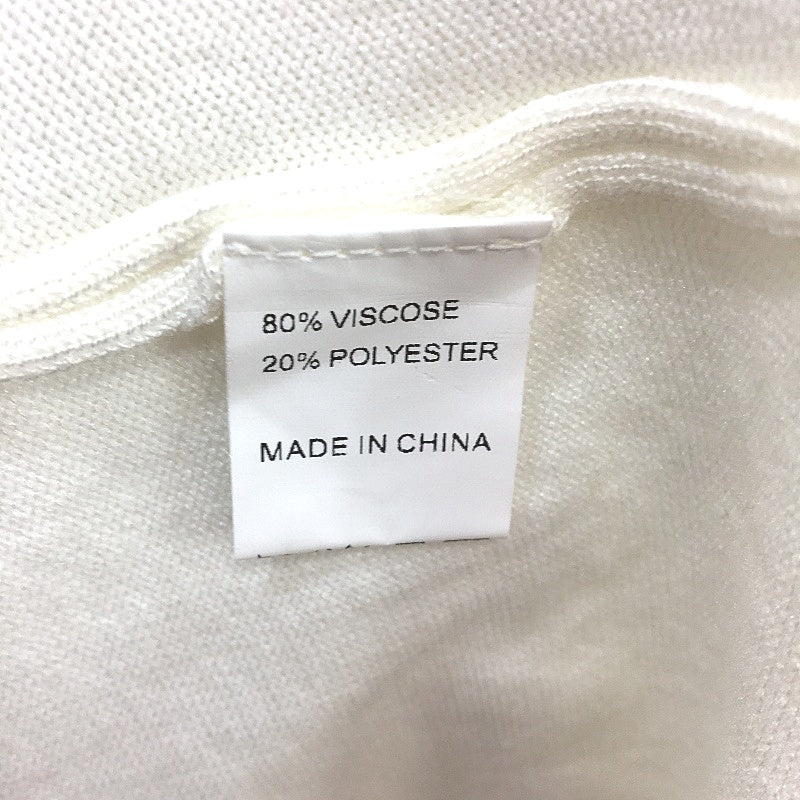 80% VISCOSE
20% POLYESTER
MADE IN CHINA